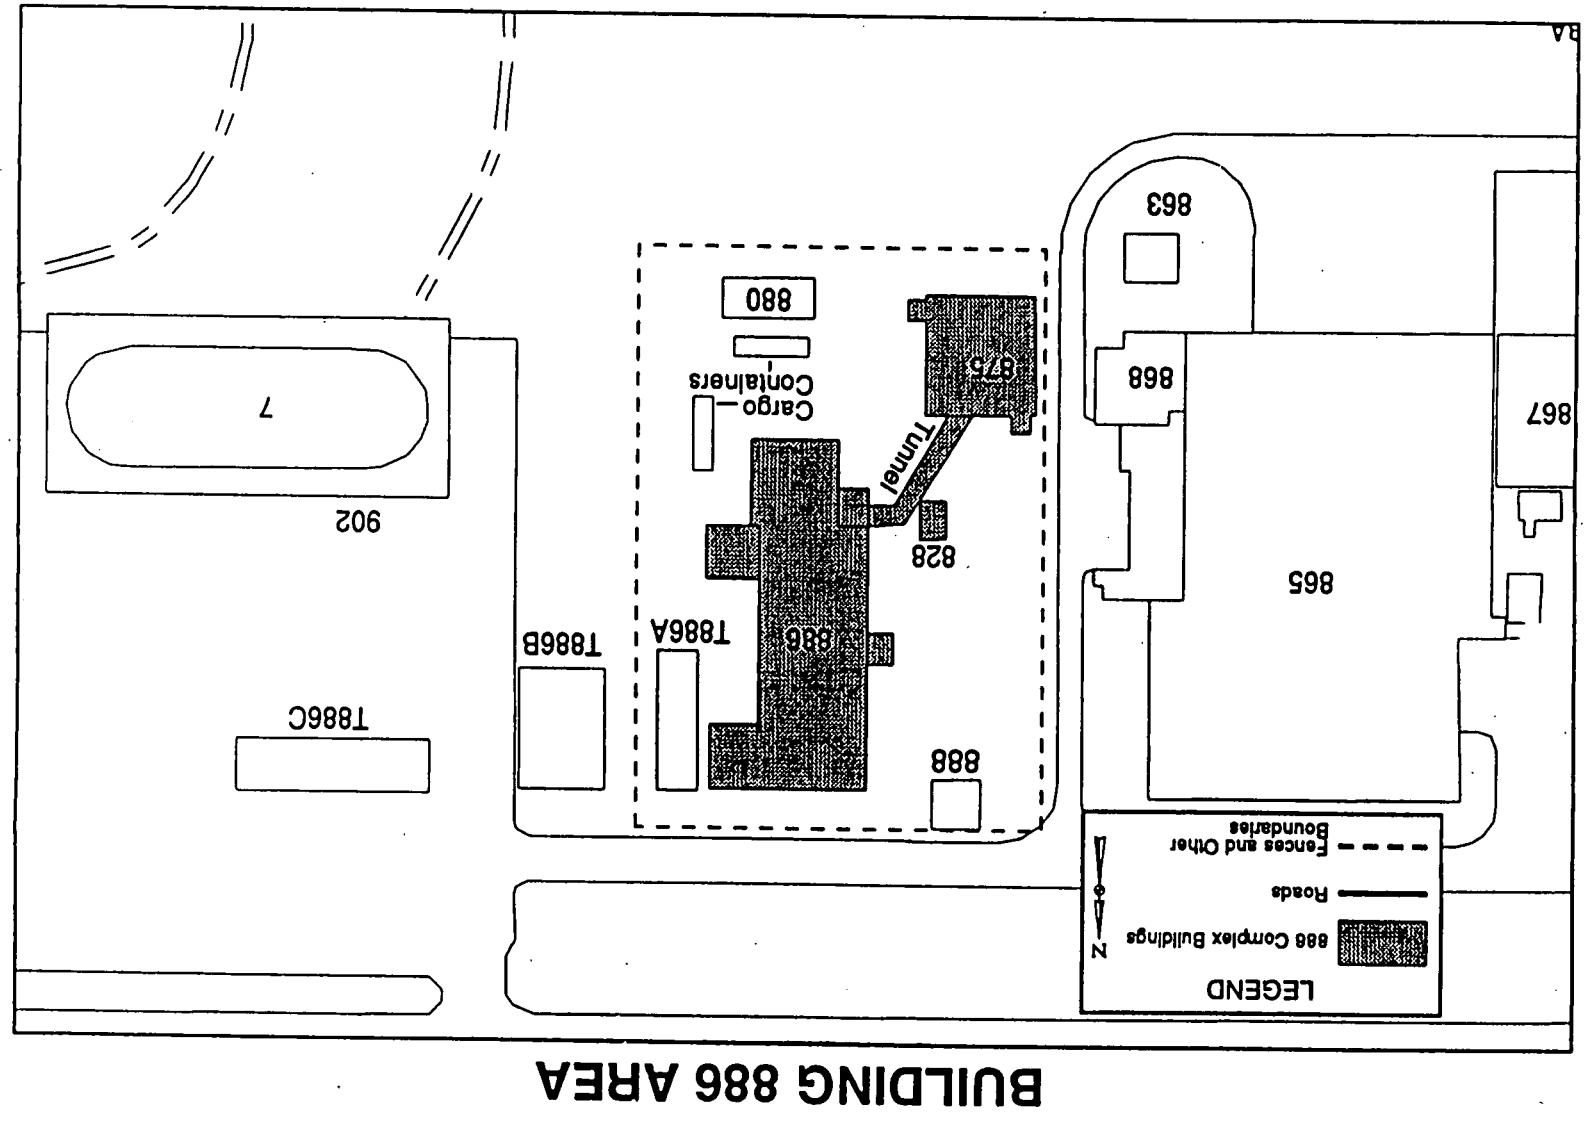 BUILDING 886 AREA
LEGEND
886 Complex Buildings
N
Roads
Fences and Other
Boundaries
888
T886C
T886B
T886A
886
865
828
902
Tunnel
867
7
Cargo
Containers
868
875
880
863